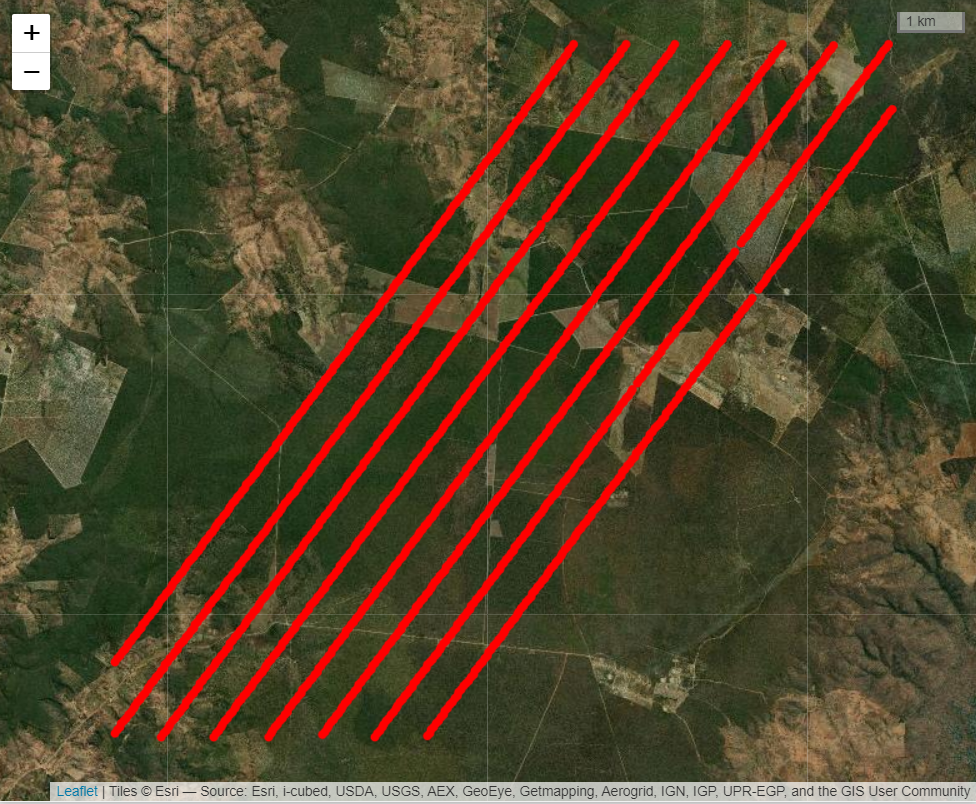 +
−
1 km
Leaflet | Tiles © Esri — Source: Esri, i-cubed, USDA, USGS, AEX, GeoEye, Getmapping, Aerogrid, IGN, IGP, UPR-EGP, and the GIS User Community